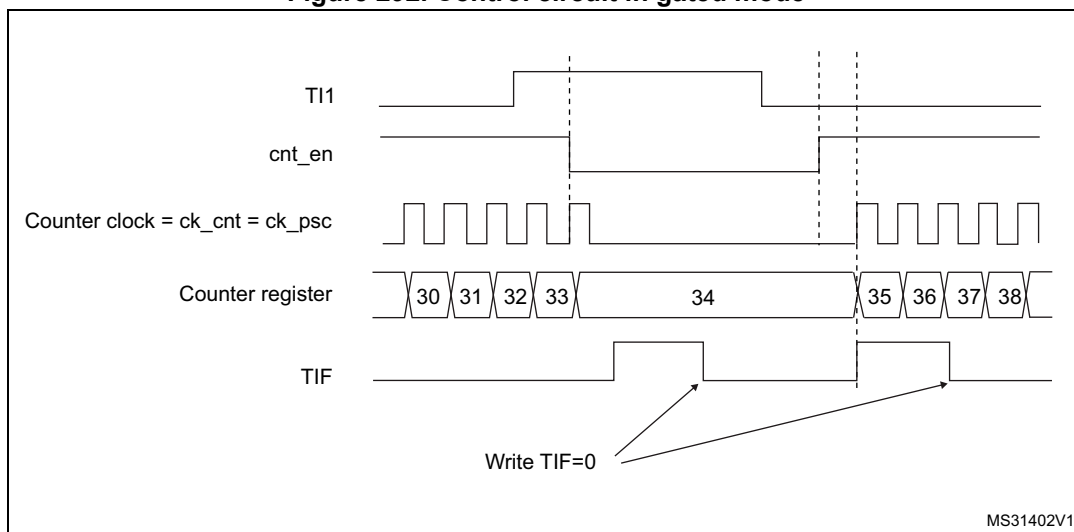 TI1
cnt_en
Counter clock = ck_cnt = ck_psc
Counter register
30 31 32 33 34 35 36 37 38
TIF
Write TIF=0
MS31402V1